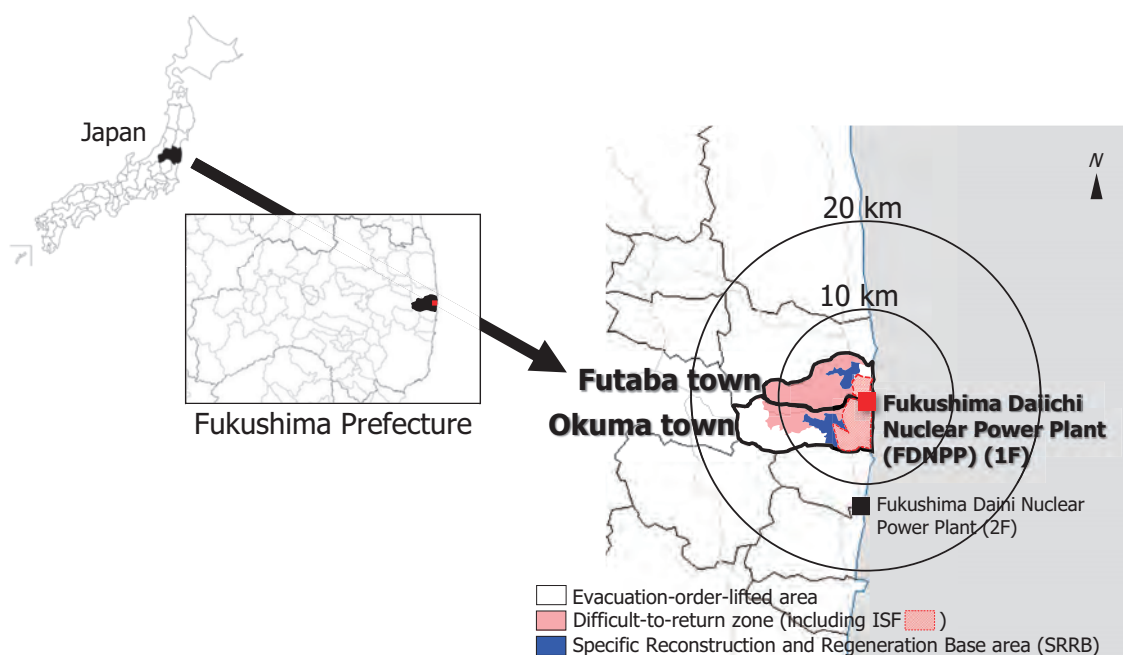 Japan
Fukushima Prefecture
N
20 km
10 km
Futaba town
Okuma town
Fukushima Daiichi
Nuclear Power Plant
(FDNPP) (1F)
Fukushima Daini Nuclear
Power Plant (2F)
Evacuation-order-lifted area
Difficult-to-return zone (including ISF )
Specific Reconstruction and Regeneration Base area (SRRB)